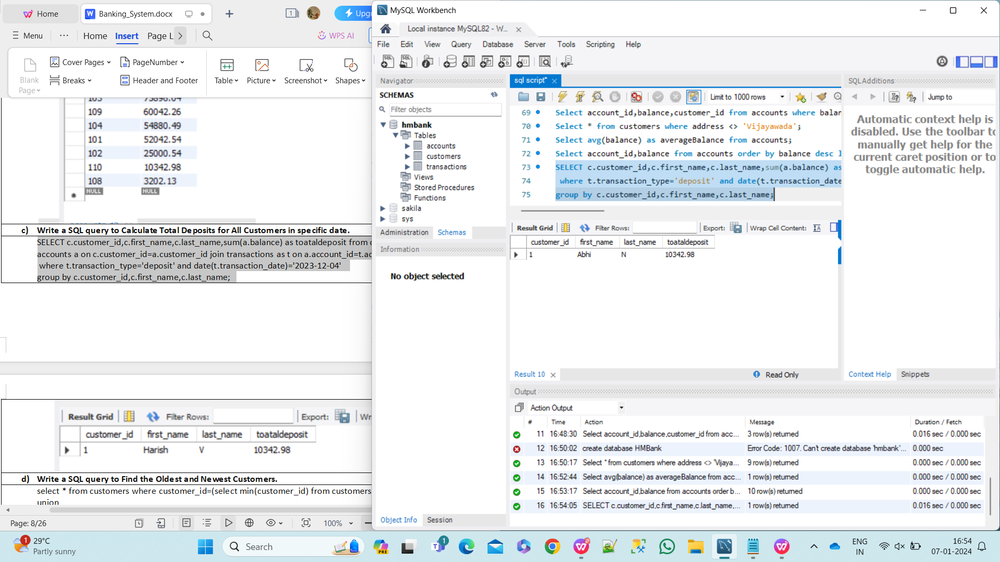 Home
Banking_System.docx
1
Upgr
Menu
···
Home
Insert
Page L
WPS AI
Blank
Page
Cover Pages
PageNumber
Breaks
Header and Footer
Table
Picture
Screenshot
Shapes
109 60042.26
104 54880.49
101 52042.54
102 25000.54
110 10342.98
108 3202.13
NULL NULL
c) Write a SQL query to Calculate Total Deposits for All Customers in specific date.
SELECT c.customer_id,c.first_name,c.last_name,sum(a.balance) as toataldeposit from c
accounts a on c.customer_id=a.customer_id join transactions as t on a.account_id=t.ac
where t.transaction_type='deposit' and date(t.transaction_date)='2023-12-04'
group by c.customer_id,c.first_name,c.last_name;
Result Grid Filter Rows: Export: Wr
customer_id first_name last_name toataldeposit
1 Harish V 10342.98
d) Write a SQL query to Find the Oldest and Newest Customers.
select * from customers where customer_id=(select min(customer_id) from customers
union
Page: 8/26
100%
MySQL Workbench
Local instance MySQL82 - W...
File Edit View Query Database Server Tools Scripting Help
Navigator
SCHEMAS
Filter objects
hmbank
Tables
accounts
customers
transactions
Views
Stored Procedures
Functions
sakila
sys
Administration Schemas
Information
No object selected
Object Info Session
sql script*
Limit to 1000 rows
69 Select account_id,balance,customer_id from accounts where balan
70 Select * from customers where address <> 'Vijayawada';
71 Select avg(balance) as averageBalance from accounts;
72 Select account_id,balance from accounts order by balance desc l
73 SELECT c.customer_id,c.first_name,c.last_name,sum(a.balance) as
74 where t.transaction_type='deposit' and date(t.transaction_date
75 group by c.customer_id,c.first_name,c.last_name;
Result Grid Filter Rows: Export: Wrap Cell Content:
customer_id first_name last_name toataldeposit
1 Abhi N 10342.98
Result 10
Read Only
SQLAdditions
Jump to
Automatic context help is
disabled. Use the toolbar to
manually get help for the
current caret position or to
toggle automatic help.
Context Help Snippets
Output
Action Output
# Time Action Message Duration / Fetch
11 16:48:30 Select account_id,balance,customer_id from acc... 3 row(s) returned 0.016 sec / 0.000 sec
12 16:50:02 create database HMBank Error Code: 1007. Can't create database 'hmbank'... 0.000 sec
13 16:50:17 Select * from customers where address <> 'Vijaya... 9 row(s) returned 0.000 sec / 0.000 sec
14 16:52:44 Select avg(balance) as averageBalance from acc... 1 row(s) returned 0.000 sec / 0.000 sec
15 16:53:17 Select account_id,balance from accounts order b... 10 row(s) returned 0.000 sec / 0.000 sec
16 16:54:05 SELECT c.customer_id,c.first_name,c.last_name,... 1 row(s) returned 0.016 sec / 0.000 sec
1
29°C
Partly sunny
Search
PRE
1
ENG
IN
16:54
07-01-2024